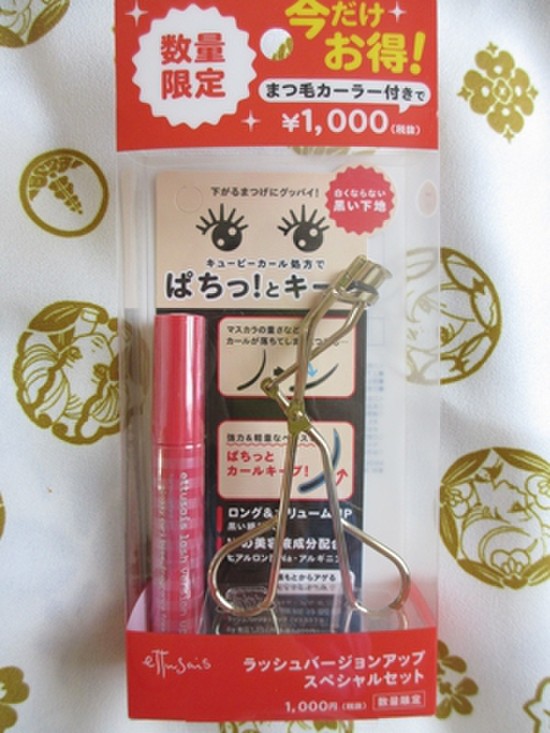 数量
限定
今だけ
お得!
まつ毛カーラー付きで
¥1,000(税抜)
下がるまつげにグッバイ!
白くならない
黒い下地
キューピーカール処方で
ぱちっ!とキー
マスカラの重さなど
カールが落てしま
強力&軽量なベース
ぱちっと
カールキープ!
ロング&ボリュームUP
黒い
の美容液成分配合
ヒアルロン Na・アルギニン
ettusais lash version up
ettusais
ラッシュバージョンアップ
スペシャルセット
1,000円(税抜) 数量限定